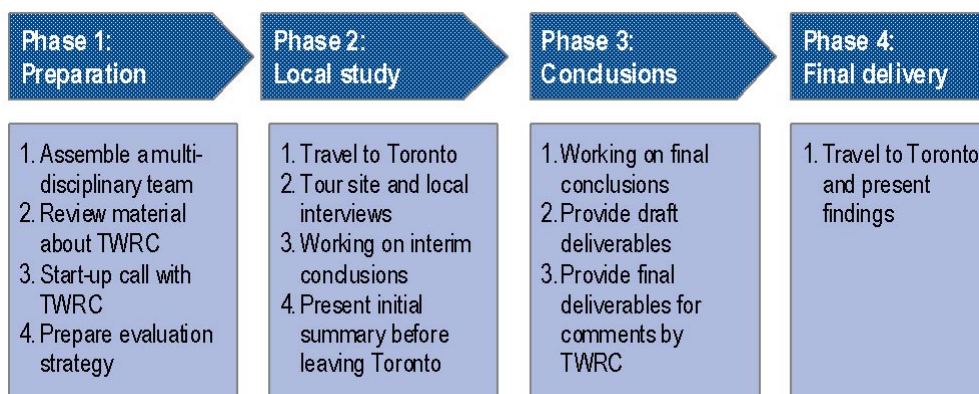 Phase 1:
Preparation
1. Assemble a multi-
disciplinary team
2. Review material
about TWRC
3. Start-up call with
TWRC
4. Prepare evaluation
strategy
Phase 2:
Local study
1. Travel to Toronto
2. Tour site and local
interviews
3. Working on interim
conclusions
4. Present initial
summary before
leaving Toronto
Phase 3:
Conclusions
1. Working on final
conclusions
2. Provide draft
deliverables
3. Provide final
deliverables for
comments by
TWRC
Phase 4:
Final delivery
1. Travel to Toronto
and present
findings